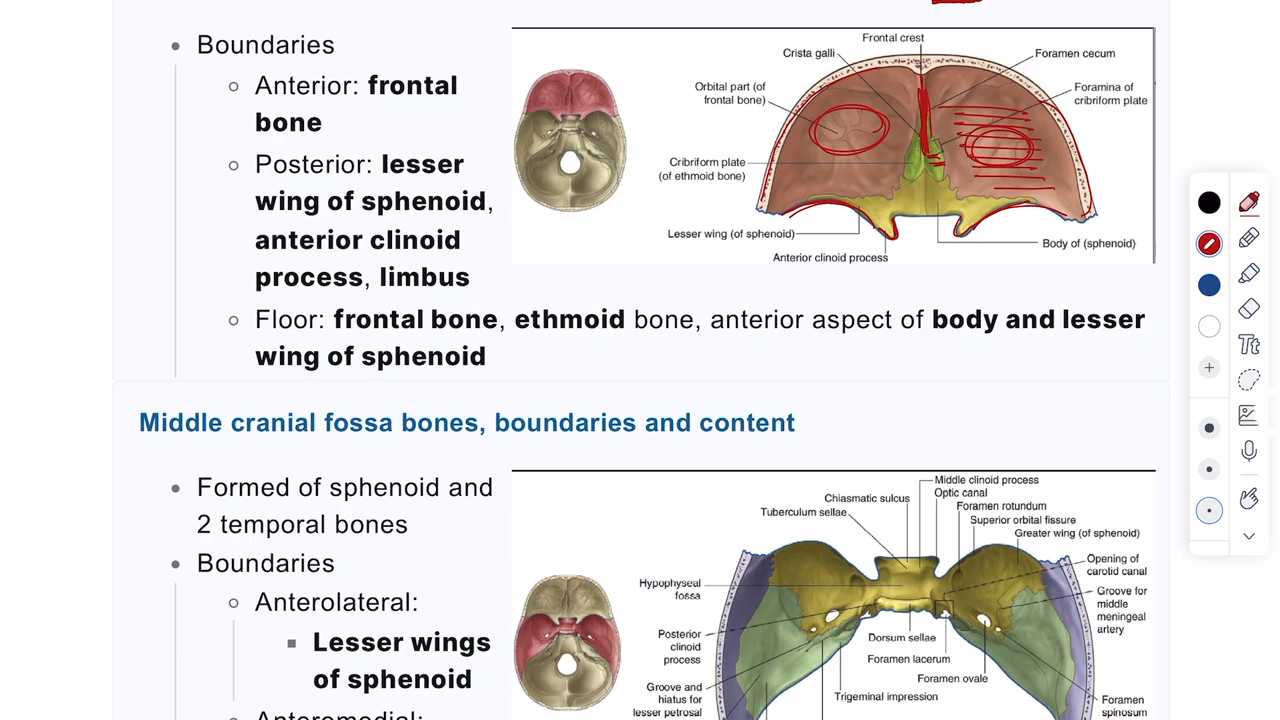 Boundaries
Anterior: frontal
bone
Posterior: lesser
wing of sphenoid,
anterior clinoid
process, limbus
Floor: frontal bone, ethmoid bone, anterior aspect of body and lesser
wing of sphenoid
Frontal crest
Crista galli
Foramen cecum
Orbital part (of
frontal bone)
Foramina of
cribriform plate
Cribriform plate
(of ethmoid bone)
Lesser wing (of sphenoid)
Body of (sphenoid)
Anterior clinoid process
Middle cranial fossa bones, boundaries and content
Formed of sphenoid and
2 temporal bones
Boundaries
Anterolateral:
Lesser wings
of sphenoid
Anteromedial:
Middle clinoid process
Optic canal
Chiasmatic sulcus
Foramen rotundum
Tuberculum sellae
Superior orbital fissure
Greater wing (of sphenoid)
Opening of
carotid canal
Hypophyseal
fossa
Groove for
middle
meningeal
artery
Posterior
clinoid
process
Dorsum sellae
Foramen lacerum
Foramen ovale
Groove and
hiatus for
lesser petrosal
Trigeminal impression
Foramen
spinosum
Tt